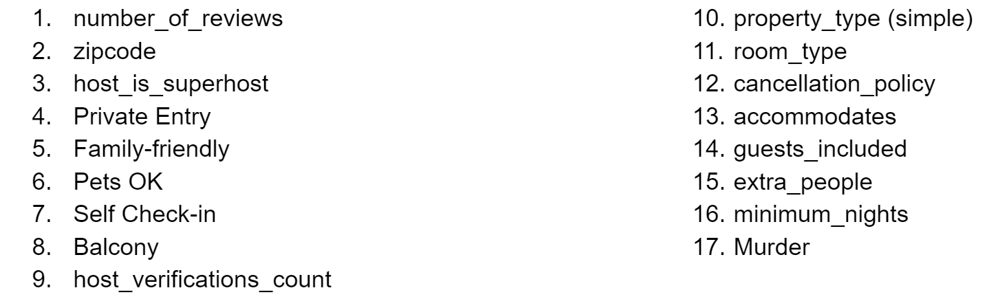 1. number_of_reviews
2. zipcode
3. host_is_superhost
4. Private Entry
5. Family-friendly
6. Pets OK
7. Self Check-in
8. Balcony
9. host_verifications_count
10. property_type (simple)
11. room_type
12. cancellation_policy
13. accommodates
14. guests_included
15. extra_people
16. minimum_nights
17. Murder